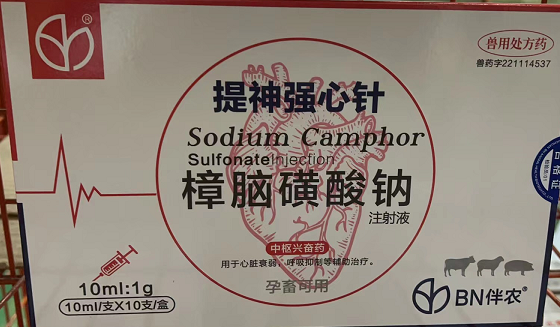 兽用处方药
兽药字221114537
提神强心针
Sodium Camphor
SulfonateInjection
樟脑磺酸钠
注射液
中枢兴奋药
用于心脏衰弱、呼吸抑制等辅助治疗。
孕畜可用
10ml:1g
10ml/支X10支/盒
BN伴农®